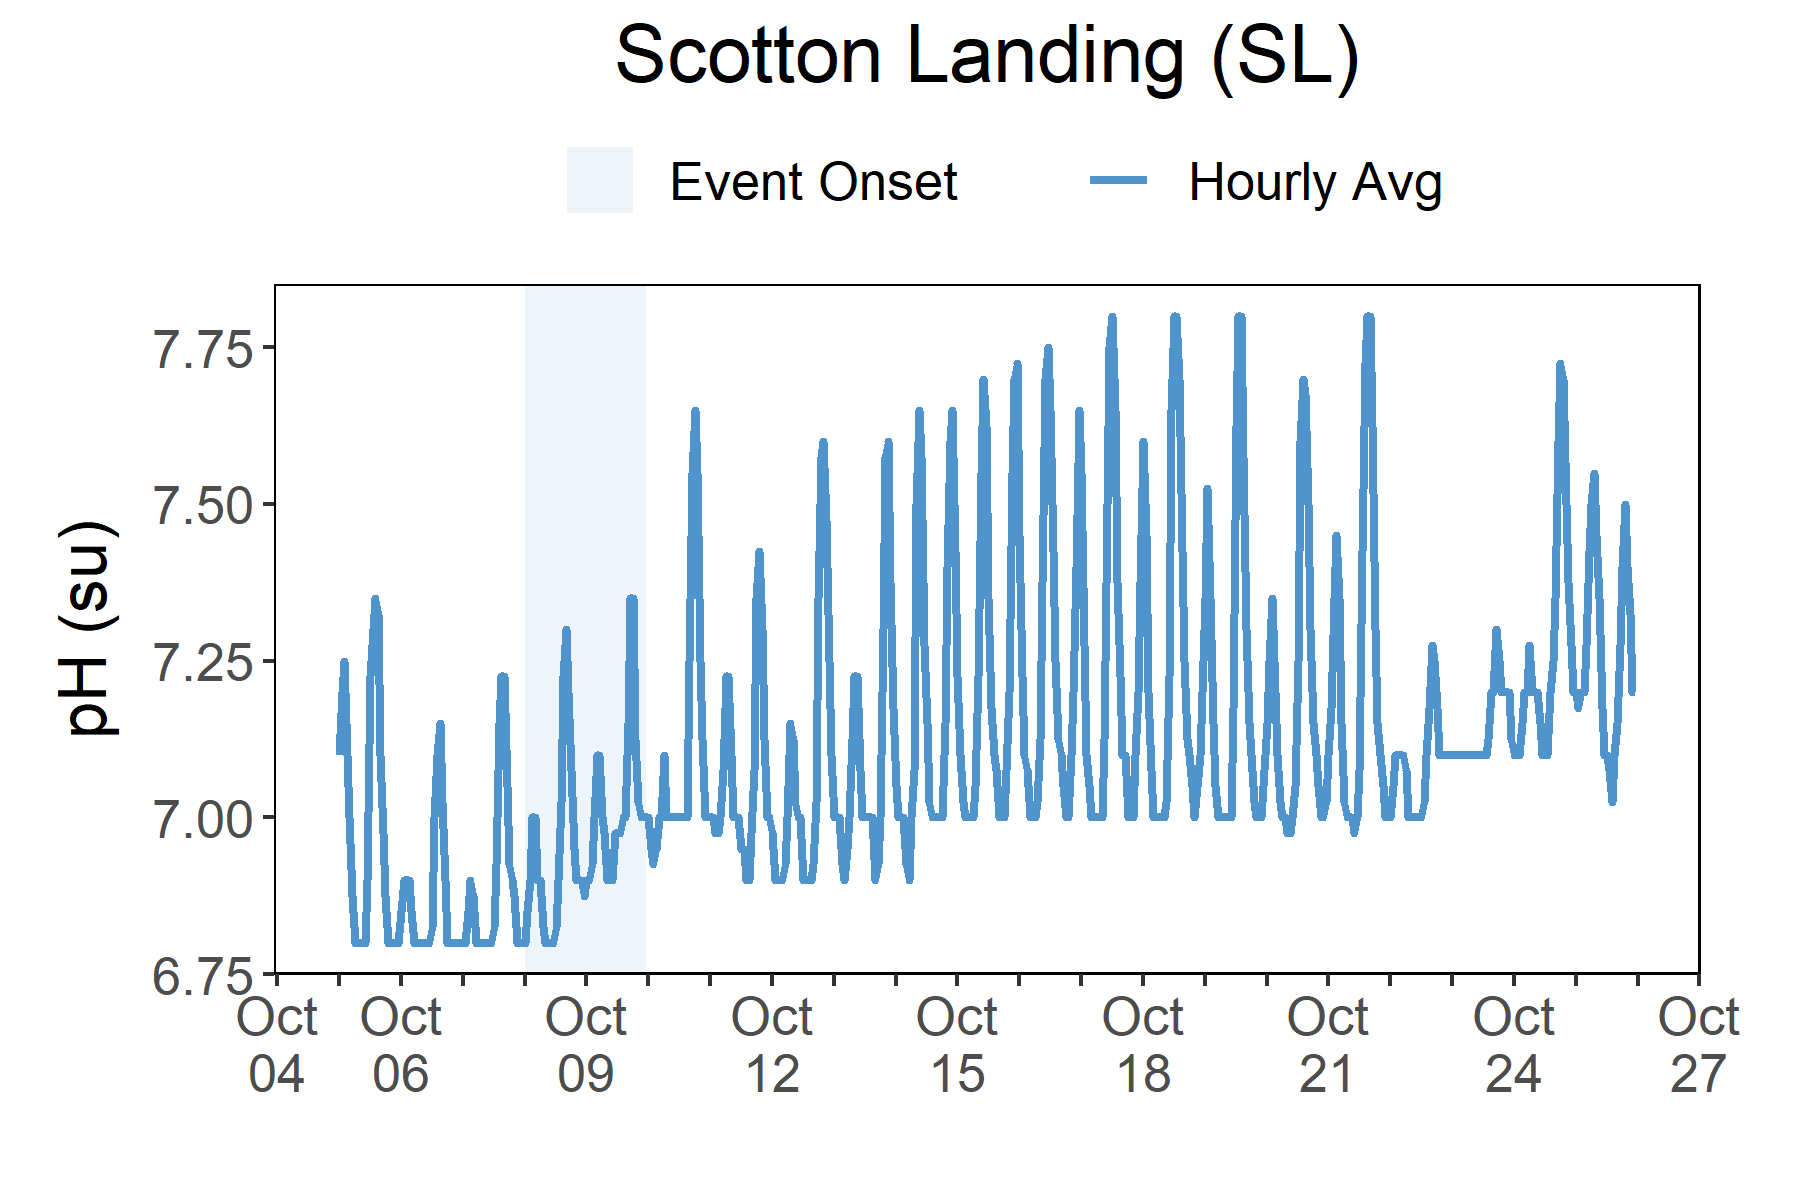 Scotton Landing (SL)
Event Onset Hourly Avg
pH (su)
7.75
7.50
7.25
7.00
6.75
Oct Oct Oct Oct Oct Oct Oct Oct Oct
04 06 09 12 15 18 21 24 27